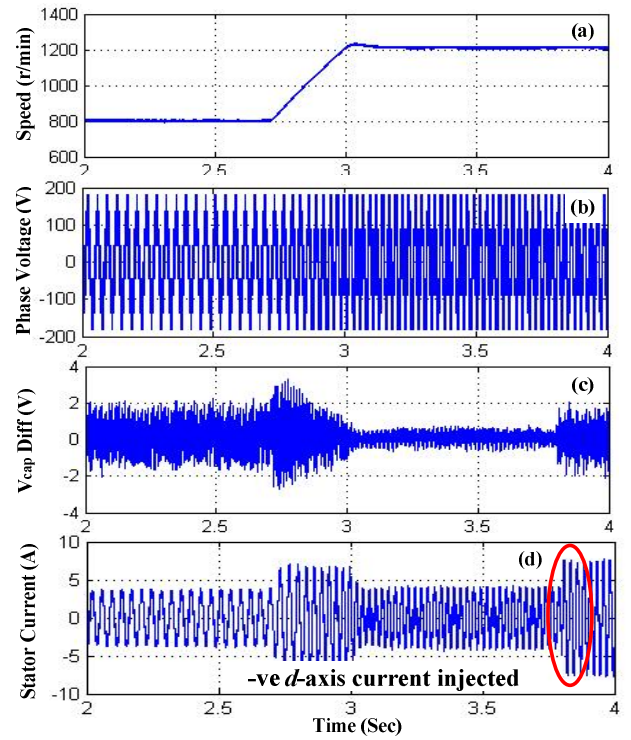 (a)
Speed (r/min)
1400
1200
1000
800
600
2 2.5 3 3.5 4
(b)
Phase Voltage (V)
200
100
0
-100
-200
2 2.5 3 3.5 4
(c)
Vcap Diff (V)
4
2
0
-2
-4
2 2.5 3 3.5 4
(d)
Stator Current (A)
10
5
0
-5
-10
-ve d-axis current injected
2 2.5 3 3.5 4
Time (Sec)